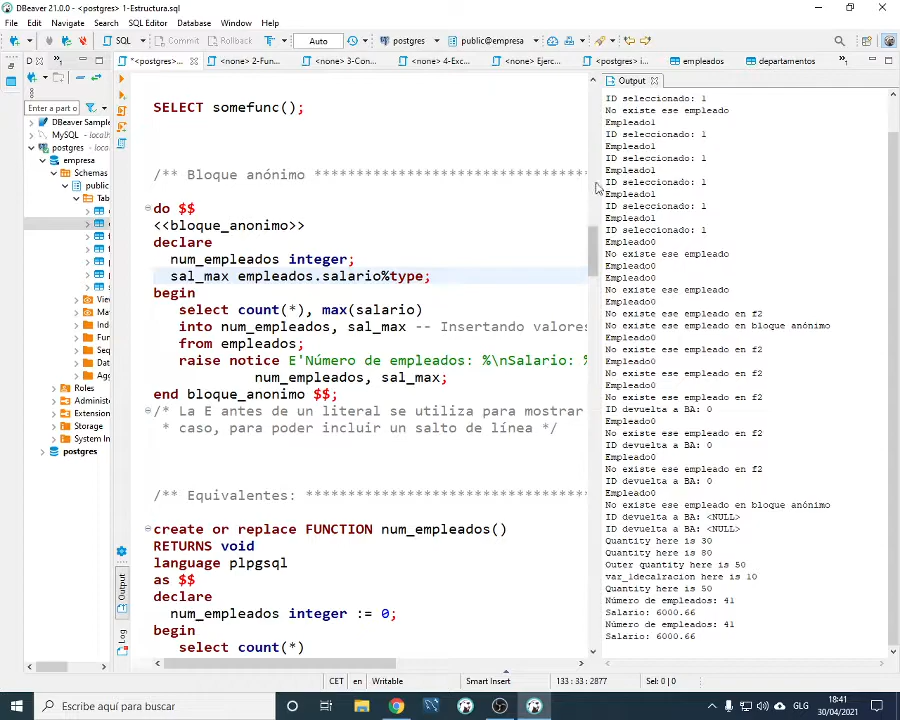 DBeaver 21.0.0 - <postgres> 1-Estructura.sql
File Edit Navigate Search SQL Editor Database Window Help
SQL Commit Rollback T Auto postgres public@empresa
D *<postgres>... <none> 2-Fun... <none> 3-Con... <none> 4-Exc... <none> Ejerc... <postgres> i... empleados departamentos
Enter a part o
DBeaver Sample
MySQL - localh
postgres - local
empresa
Schemas
public
Tab
View
Mat
Ind
Fun
Seq
Dat
Agg
Roles
Administe
Extension
Storage
System In
postgres
SELECT somefunc();
/** Bloque anónimo *********************************
do $$
<<bloque_anonimo>>
declare
num_empleados integer;
sal_max empleados.salario%type;
begin
select count(*), max(salario)
into num_empleados, sal_max -- Insertando valores
from empleados;
raise notice E'Número de empleados: %\nSalario: %
num_empleados, sal_max;
end bloque_anonimo $$;
/* La E antes de un literal se utiliza para mostrar
* caso, para poder incluir un salto de línea */
/** Equivalentes: ***********************************
create or replace FUNCTION num_empleados()
RETURNS void
language plpgsql
as $$
declare
num_empleados integer := 0;
begin
select count(*)
Output
Log
Output
ID seleccionado: 1
No existe ese empleado
Empleado1
ID seleccionado: 1
Empleado1
ID seleccionado: 1
Empleado1
ID seleccionado: 1
Empleado1
ID seleccionado: 1
Empleado1
ID seleccionado: 1
Empleado0
No existe ese empleado
Empleado0
Empleado0
No existe ese empleado
Empleado0
No existe ese empleado en f2
No existe ese empleado en bloque anónimo
Empleado0
No existe ese empleado en f2
Empleado0
No existe ese empleado en f2
Empleado0
No existe ese empleado en f2
ID devuelta a BA: 0
Empleado0
No existe ese empleado en f2
ID devuelta a BA: 0
Empleado0
No existe ese empleado en f2
ID devuelta a BA: 0
Empleado0
No existe ese empleado en bloque anónimo
ID devuelta a BA: <NULL>
ID devuelta a BA: <NULL>
Quantity here is 30
Quantity here is 80
Outer quantity here is 50
var_1decalracion here is 10
Quantity here is 50
Número de empleados: 41
Salario: 6000.66
Número de empleados: 41
Salario: 6000.66
CET en Writable Smart Insert 133 : 33 : 2877 Sel: 0 | 0
Escribe aquí para buscar
GLG
18:41
30/04/2021